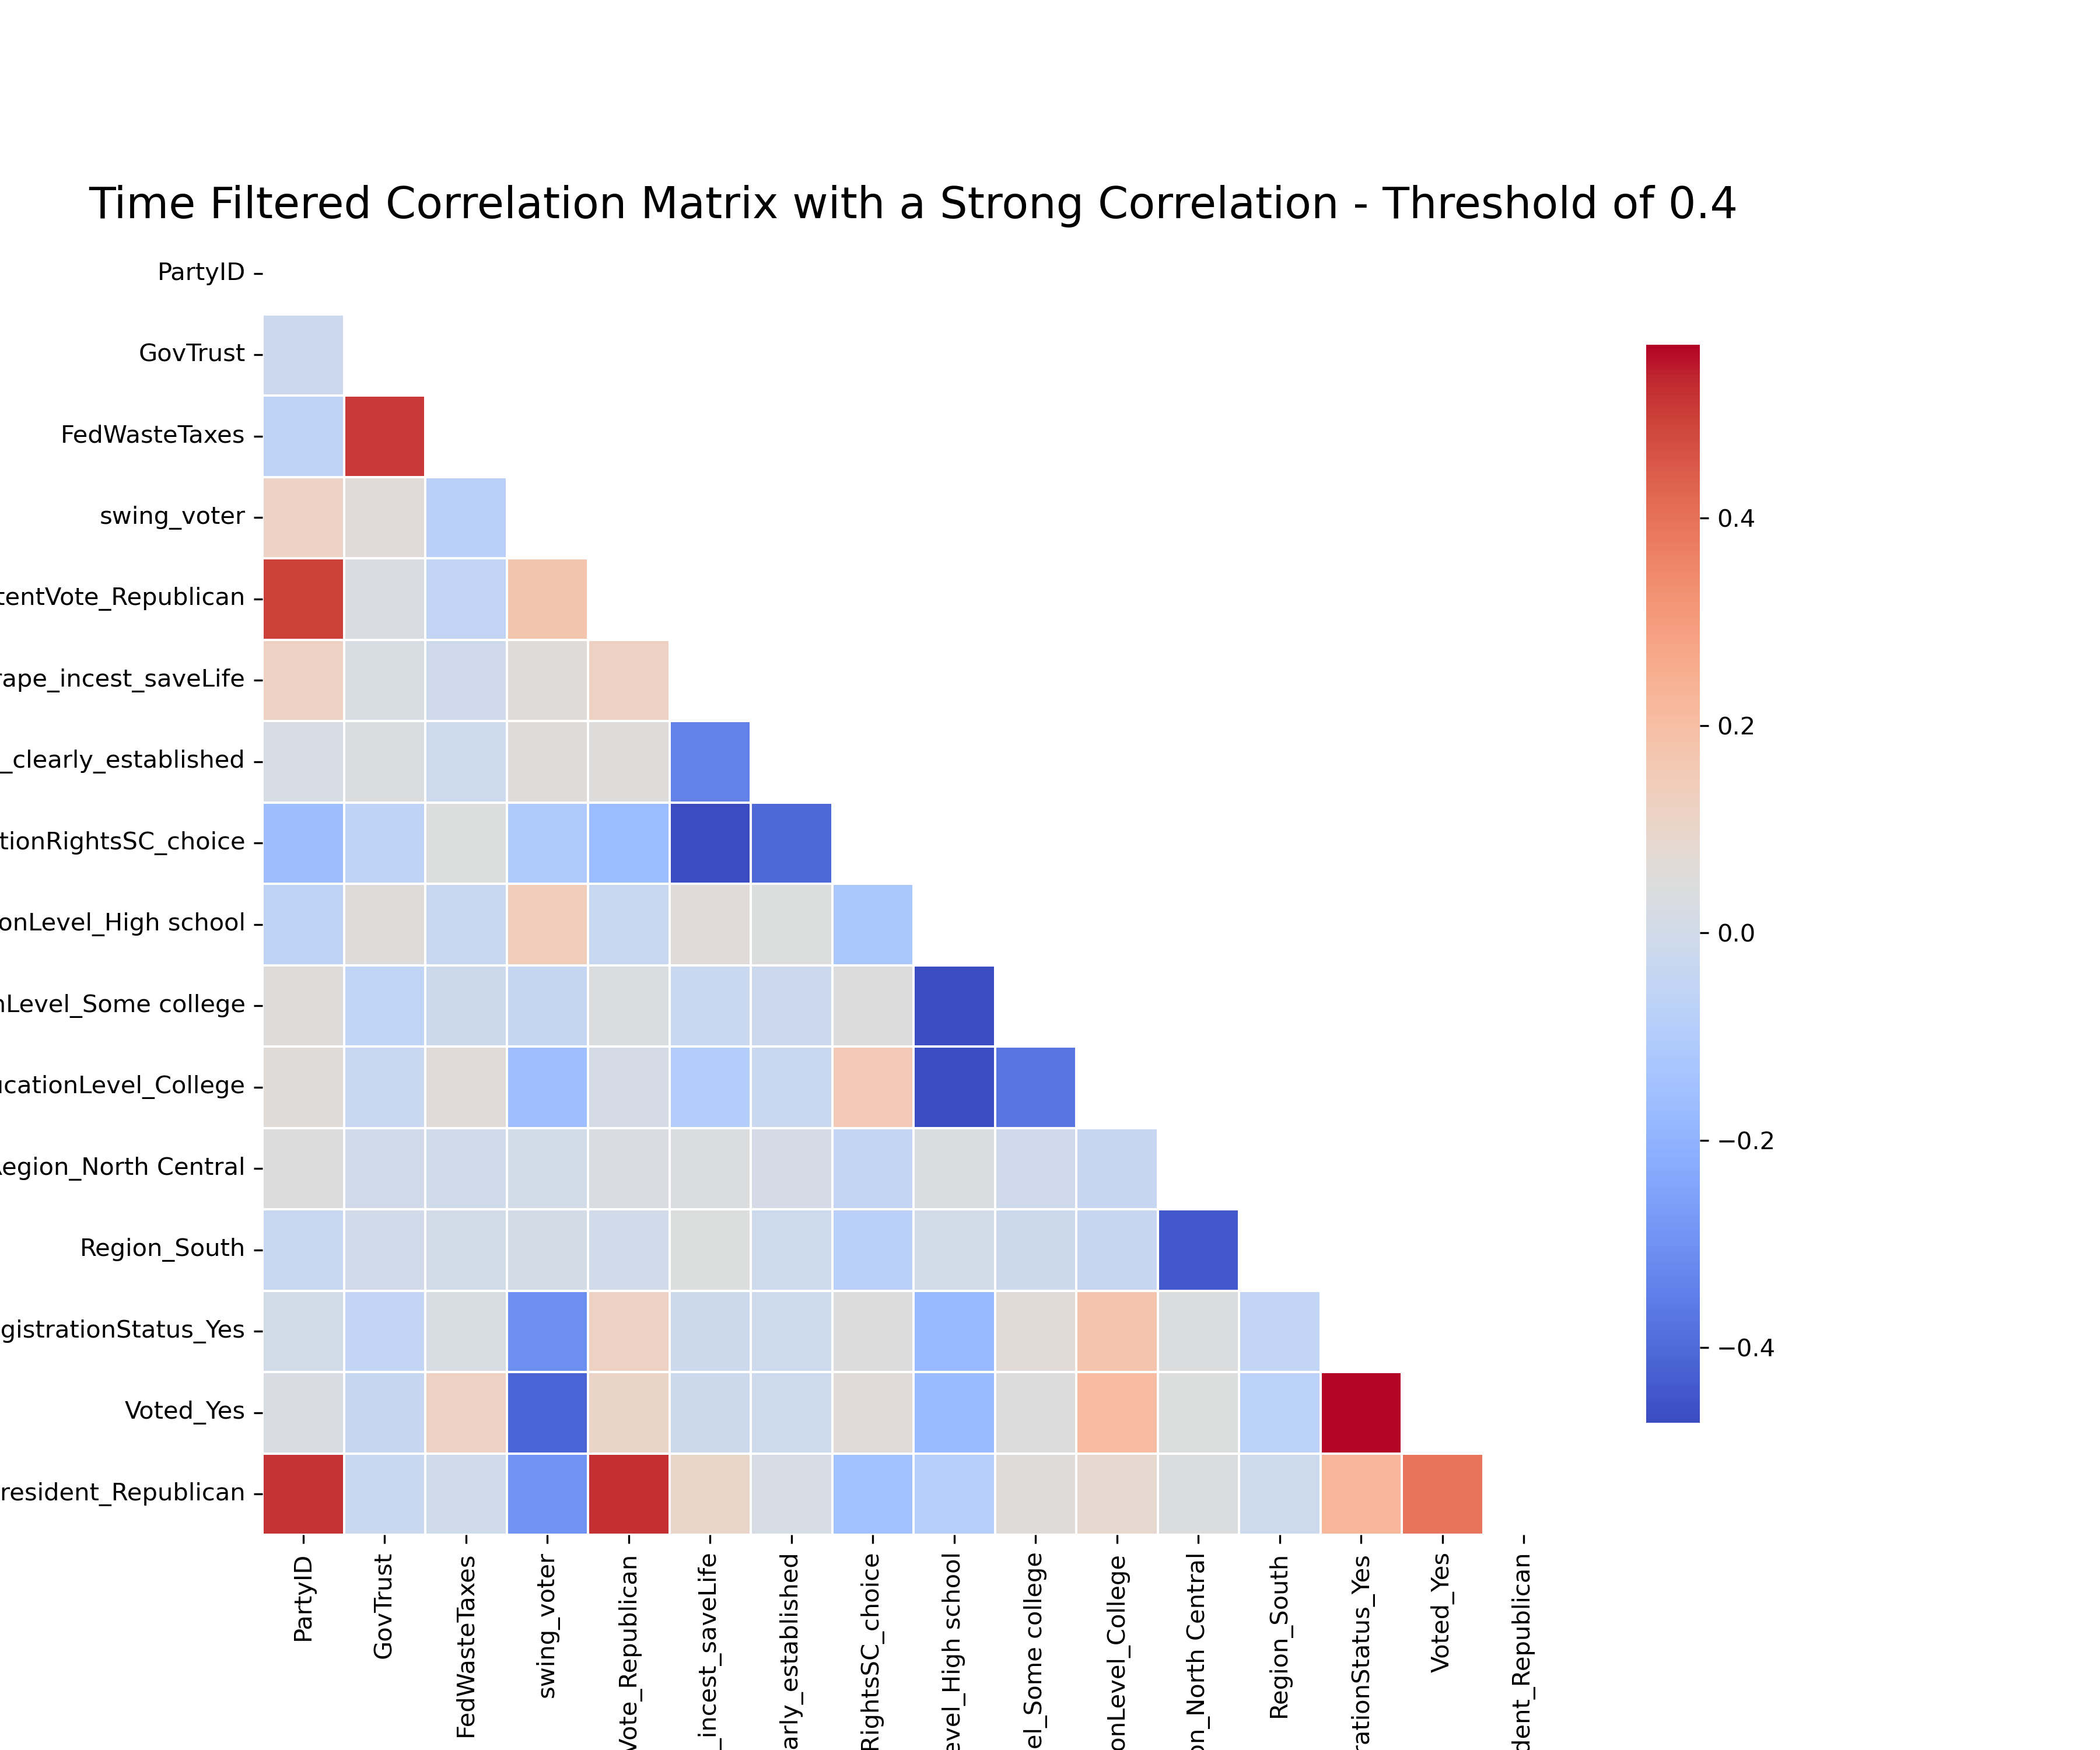 Time Filtered Correlation Matrix with a Strong Correlation - Threshold of 0.4
PartyID
GovTrust
FedWasteTaxes
swing_voter
tentVote_Republican
rape_incest_saveLife
_clearly_established
tionRightsSC_choice
onLevel_High school
nLevel_Some college
ucationLevel_College
Region_North Central
Region_South
gistrationStatus_Yes
Voted_Yes
resident_Republican
0.4
0.2
0.0
−0.2
−0.4
PartyID
GovTrust
FedWasteTaxes
swing_voter
Vote_Republican
_incest_saveLife
arly_established
RightsSC_choice
evel_High school
el_Some college
onLevel_College
on_North Central
Region_South
rationStatus_Yes
Voted_Yes
dent_Republican